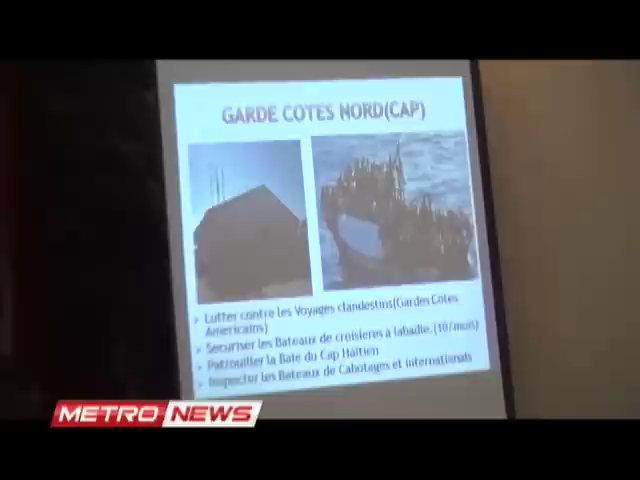 GARDE COTES NORD(CAP)
Lutter contre les Voyages clandestins(Gardes Cotes
Americains)
Securiser les Bateaux de croisieres à labadie. (10/mois)
Patrouiller la Baie du Cap Haitien
Inspecter les Bateaux de Cabotages et internationals
METRO NEWS